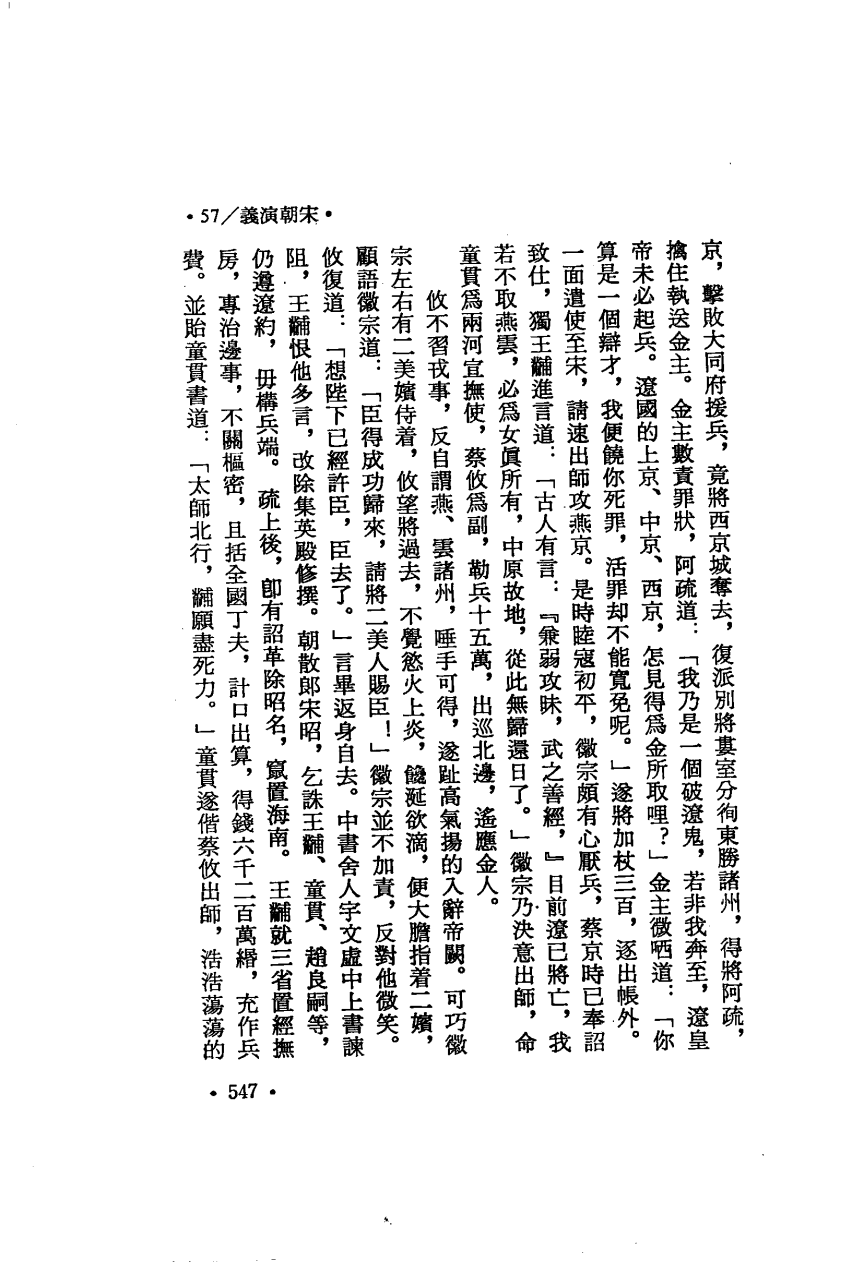 •57／義演朝宋•
京，擊敗大同府援兵，竟將西京城奪去，復派別將婁室分徇東勝諸州，得將阿疏，
擒住執送金主。金主數責罪狀，阿疏道：「我乃是一個破遼鬼，若非我奔至，遼皇
帝未必起兵。遼國的上京、中京、西京，怎見得爲金所取哩？」金主微哂道：「你
算是一個辯才，我便饒你死罪，活罪却不能寬免呢。」遂將加杖三百，逐出帳外。
一面遣使至宋，請速出師攻燕京。是時睦寇初平，徽宗頗有心厭兵，蔡京時已奉詔
致仕，獨王黼進言道：「古人有言：『兼弱攻昧，武之善經，』目前遼已將亡，我
若不取燕雲，必爲女眞所有，中原故地，從此無歸還日了。」徽宗乃決意出師，命
童貫爲兩河宣撫使，蔡攸爲副，勒兵十五萬，出巡北邊，遙應金人。
攸不習戎事，反自謂燕、雲諸州，唾手可得，遂趾高氣揚的入辭帝闕。可巧徽
宗左右有二美嬪侍着，攸望將過去，不覺慾火上炎，饞涎欲滴，便大膽指着二嬪，
顧語徽宗道：「臣得成功歸來，請將二美人賜臣！」徽宗並不加責，反對他微笑。
攸復道：「想陛下已經許臣，臣去了。」言畢返身自去。中書舍人宇文虛中上書諫
阻，王黼恨他多言，改除集英殿修撰。朝散郎宋昭，乞誅王黼、童貫、趙良嗣等，
仍遵遼約，毋構兵端。疏上後，卽有詔革除昭名，竄置海南。王黼就三省置經撫
房，專治邊事，不關樞密，且括全國丁夫，計口出算，得錢六千二百萬緡，充作兵
費。並貽童貫書道：「太師北行，黼願盡死力。」童貫遂偕蔡攸出師，浩浩蕩蕩的
•547•